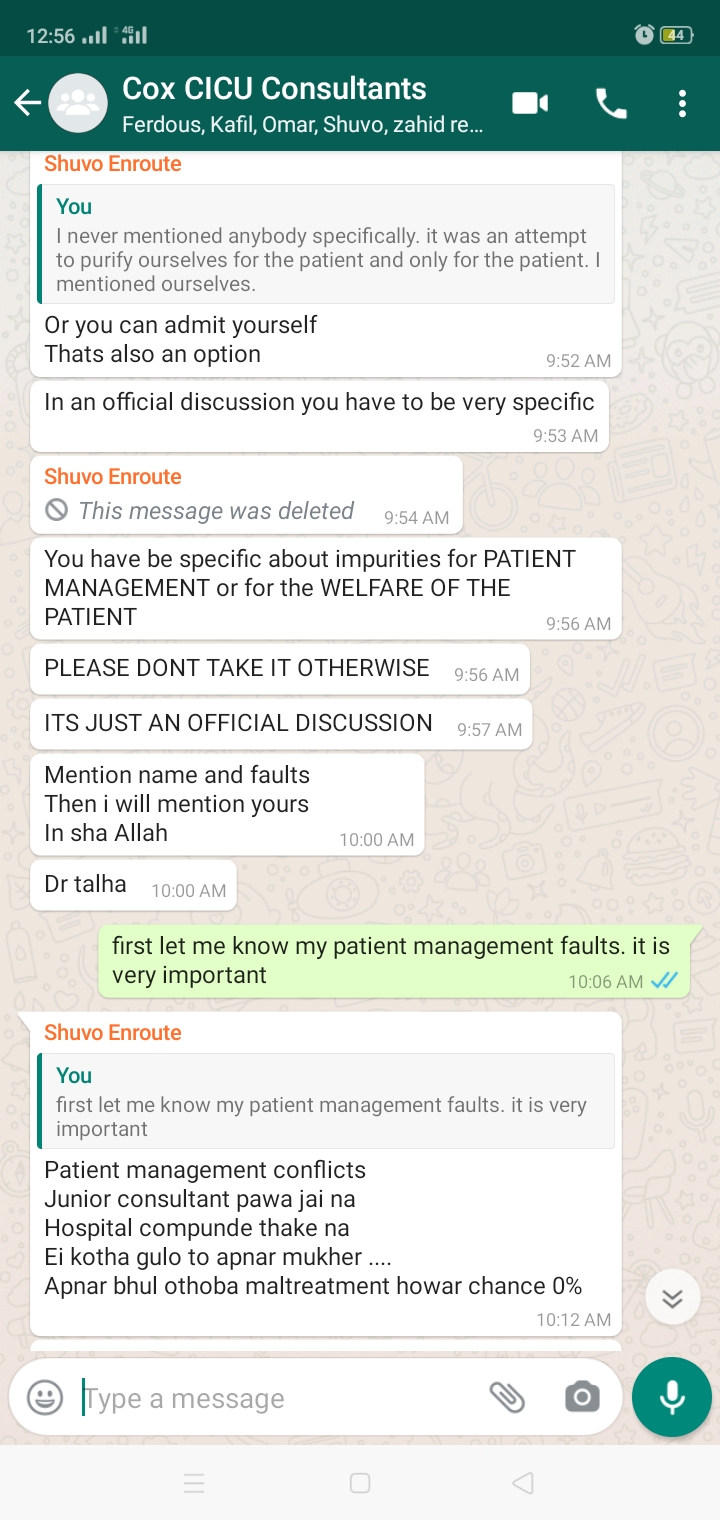 12:56
4G
44
Cox CICU Consultants
Ferdous, Kafil, Omar, Shuvo, zahid re...
Shuvo Enroute
You
I never mentioned anybody specifically. it was an attempt
to purify ourselves for the patient and only for the patient. I
mentioned ourselves.
Or you can admit yourself
Thats also an option
9:52 AM
In an official discussion you have to be very specific
9:53 AM
Shuvo Enroute
This message was deleted 9:54 AM
You have be specific about impurities for PATIENT
MANAGEMENT or for the WELFARE OF THE
PATIENT
9:56 AM
PLEASE DONT TAKE IT OTHERWISE 9:56 AM
ITS JUST AN OFFICIAL DISCUSSION 9:57 AM
Mention name and faults
Then i will mention yours
In sha Allah
10:00 AM
Dr talha 10:00 AM
first let me know my patient management faults. it is
very important
10:06 AM
Shuvo Enroute
You
first let me know my patient management faults. it is very
important
Patient management conflicts
Junior consultant pawa jai na
Hospital compunde thake na
Ei kotha gulo to apnar mukher ....
Apnar bhul othoba maltreatment howar chance 0%
10:12 AM
Type a message